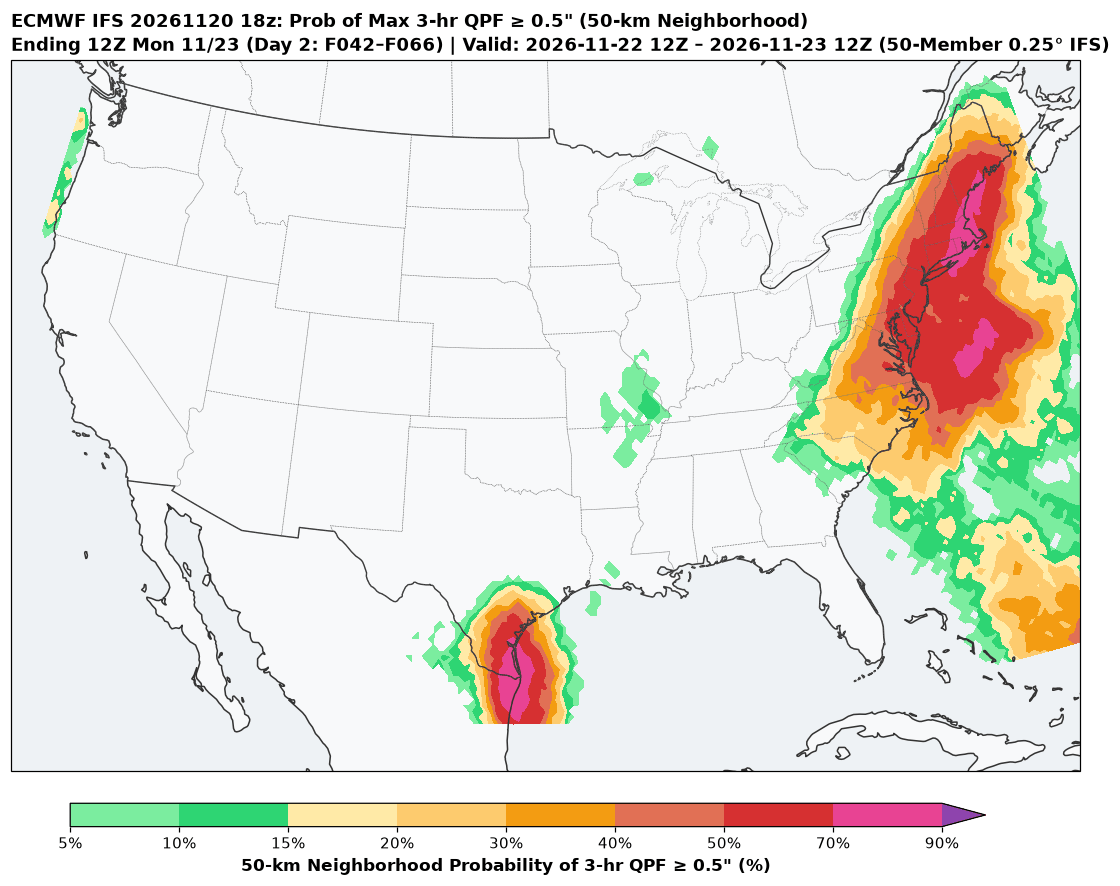 ECMWF IFS 20261120 18z: Prob of Max 3-hr QPF ≥ 0.5" (50-km Neighborhood)
Ending 12Z Mon 11/23 (Day 2: F042–F066) | Valid: 2026-11-22 12Z – 2026-11-23 12Z (50-Member 0.25° IFS)
5% 10% 15% 20% 30% 40% 50% 70% 90%
50-km Neighborhood Probability of 3-hr QPF ≥ 0.5" (%)